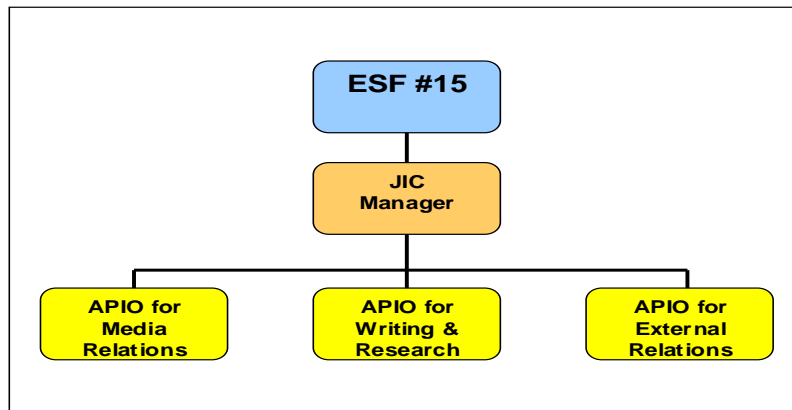 ESF #15
JIC
Manager
APIO for
Media
Relations
APIO for
Writing &
Research
APIO for
External
Relations